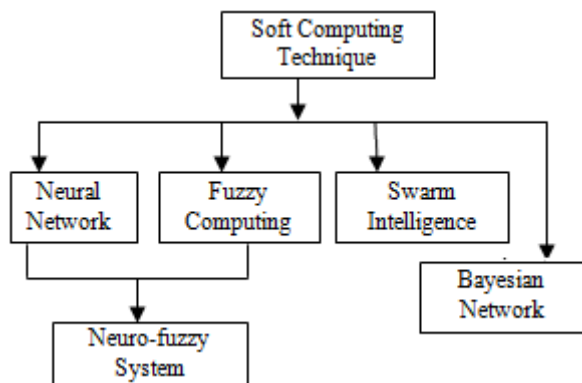 Soft Computing
Technique
Neural
Network
Fuzzy
Computing
Swarm
Intelligence
Bayesian
Network
Neuro-fuzzy
System